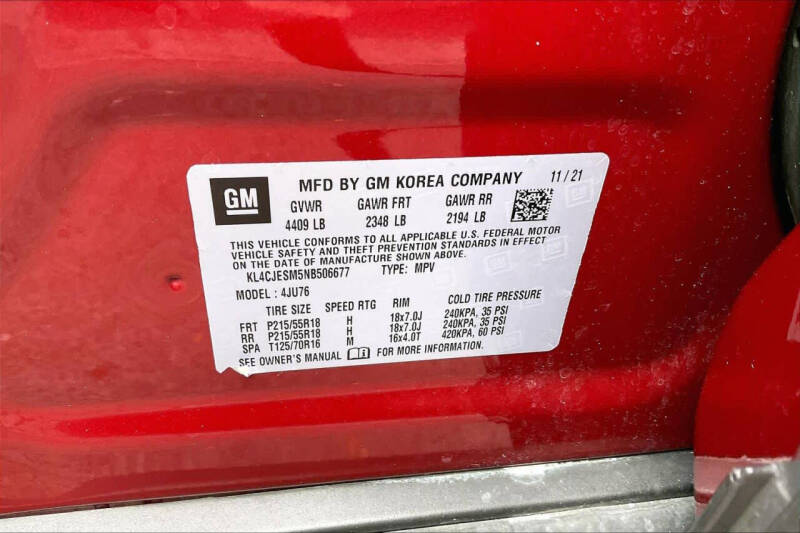 GM
MFD BY GM KOREA COMPANY 11/21
GVWR GAWR FRT GAWR RR
4409 LB 2348 LB 2194 LB
THIS VEHICLE CONFORMS TO ALL APPLICABLE U.S. FEDERAL MOTOR
VEHICLE SAFETY AND THEFT PREVENTION STANDARDS IN EFFECT
ON THE DATE OF MANUFACTURE SHOWN ABOVE.
KL4CJESM5NB506677 TYPE: MPV
MODEL: 4JU76
TIRE SIZE SPEED RTG RIM COLD TIRE PRESSURE
FRT P215/55R18 H 18x7.0J 240KPA, 35 PSI
RR P215/55R18 H 18x7.0J 240KPA, 35 PSI
SPA T125/70R16 M 16x4.0T 420KPA, 60 PSI
SEE OWNER'S MANUAL FOR MORE INFORMATION.